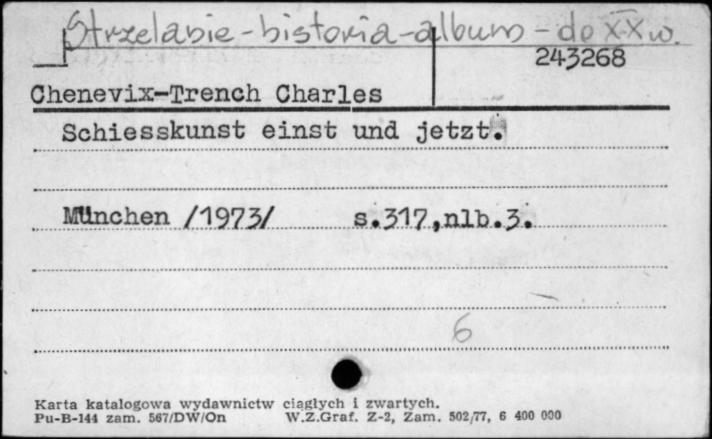 Strzelanie-historia-album-do XX w.
243268
Chenevix-Trench Charles
Schiesskunst einst und jetzt.
München /1973/ s.317,nlb.3.
6
Karta katalogowa wydawnictw ciągłych i zwartych.
Pu-B-144 zam. 567/DW/On W.Z.Graf. Z-2, Zam. 502/77, 6 400 000